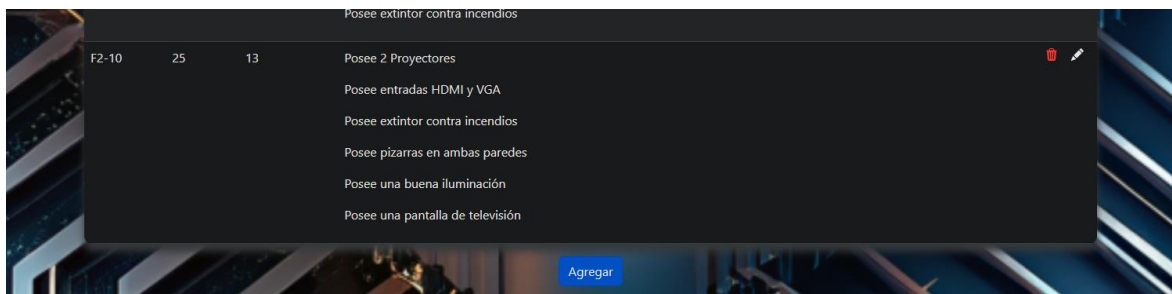 Posee extintor contra incendios
F2-10 25 13 Posee 2 Proyectores
Posee entradas HDMI y VGA
Posee extintor contra incendios
Posee pizarras en ambas paredes
Posee una buena iluminación
Posee una pantalla de televisión
Agregar